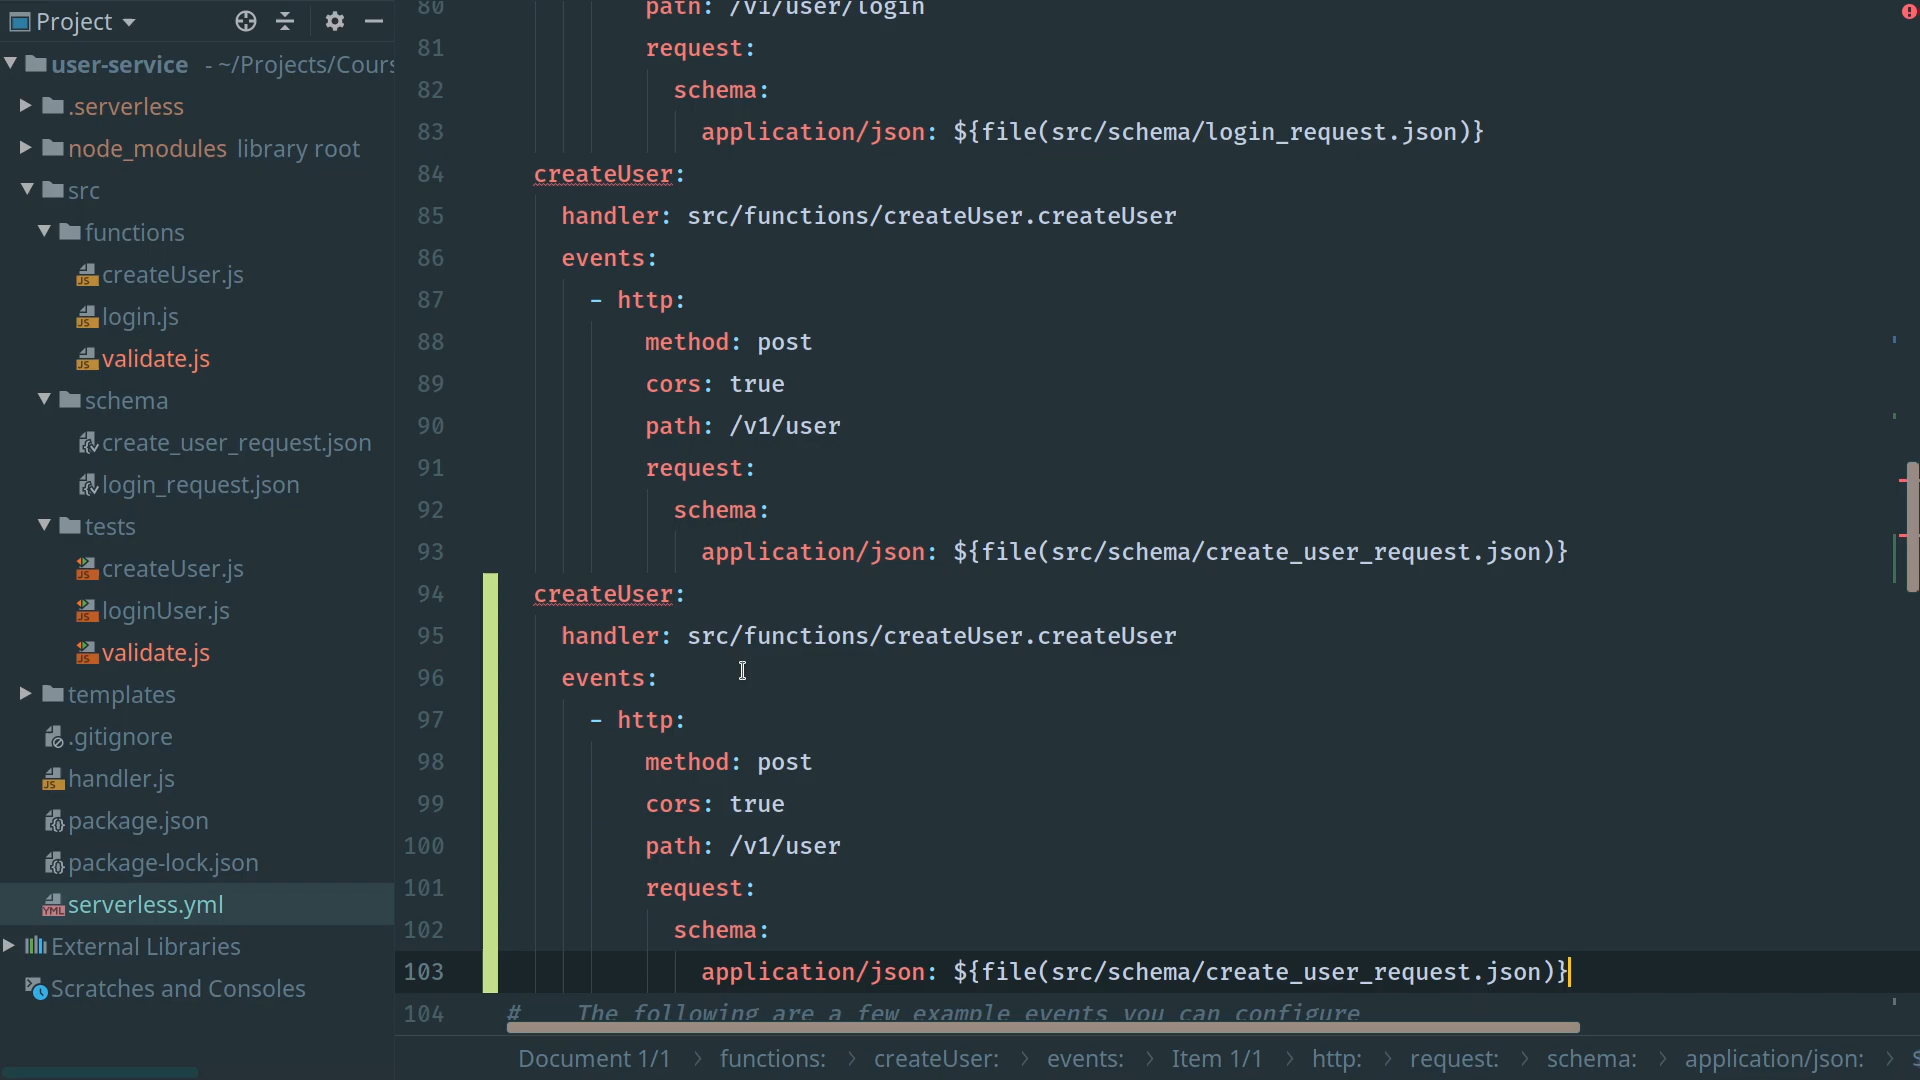 Project
user-service - ~/Projects/Cours
.serverless
node_modules library root
src
functions
createUser.js
login.js
validate.js
schema
create_user_request.json
login_request.json
tests
createUser.js
loginUser.js
validate.js
templates
.gitignore
handler.js
package.json
package-lock.json
serverless.yml
External Libraries
Scratches and Consoles
80 path: /v1/user/login
81 request:
82 schema:
83 application/json: ${file(src/schema/login_request.json)}
84 createUser:
85 handler: src/functions/createUser.createUser
86 events:
87 - http:
88 method: post
89 cors: true
90 path: /v1/user
91 request:
92 schema:
93 application/json: ${file(src/schema/create_user_request.json)}
94 createUser:
95 handler: src/functions/createUser.createUser
96 events:
97 - http:
98 method: post
99 cors: true
100 path: /v1/user
101 request:
102 schema:
103 application/json: ${file(src/schema/create_user_request.json)}
104 # The following are a few example events you can configure
Document 1/1 › functions: › createUser: › events: › Item 1/1 › http: › request: › schema: › application/json: ›